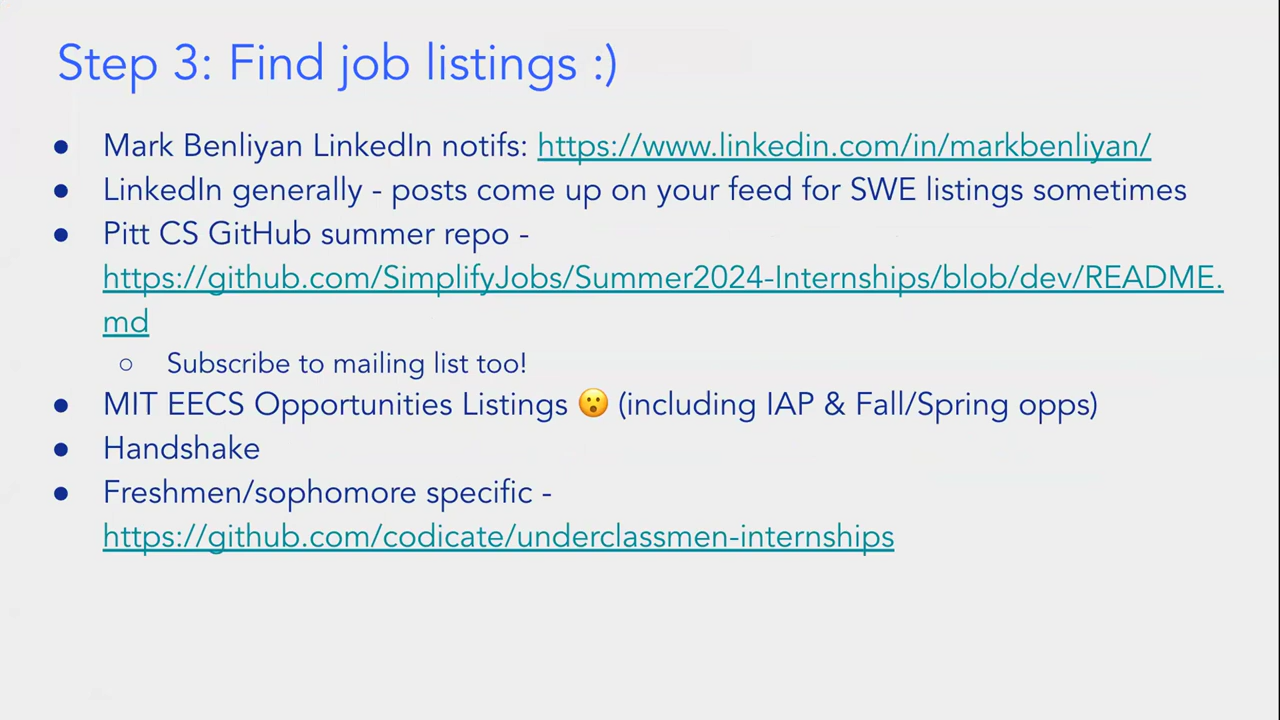 Step 3: Find job listings :)
● Mark Benliyan LinkedIn notifs: https://www.linkedin.com/in/markbenliyan/
● LinkedIn generally - posts come up on your feed for SWE listings sometimes
● Pitt CS GitHub summer repo -
https://github.com/SimplifyJobs/Summer2024-Internships/blob/dev/README.
md
○ Subscribe to mailing list too!
● MIT EECS Opportunities Listings 😮 (including IAP & Fall/Spring opps)
● Handshake
● Freshmen/sophomore specific -
https://github.com/codicate/underclassmen-internships